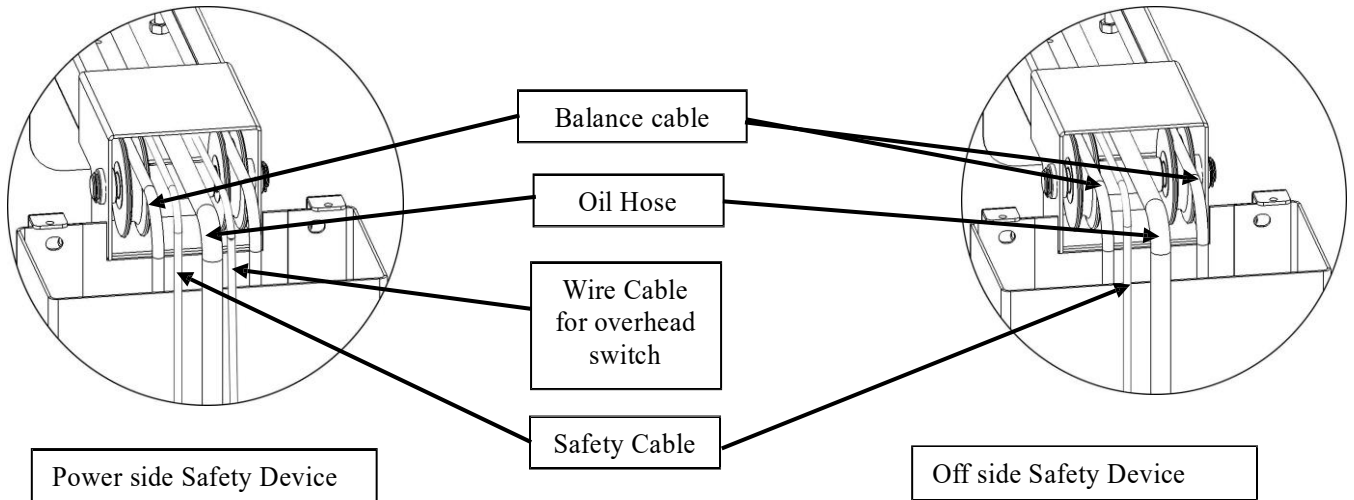 Balance cable
Oil Hose
Wire Cable
for overhead
switch
Safety Cable
Power side Safety Device
Off side Safety Device